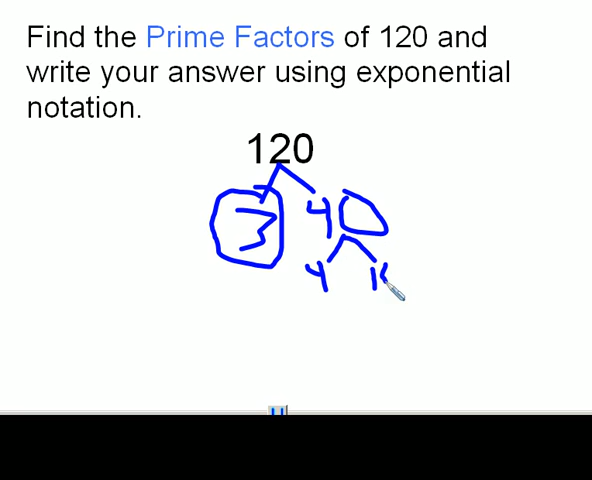 Find the Prime Factors of 120 and
write your answer using exponential
notation.
120
3 40
4